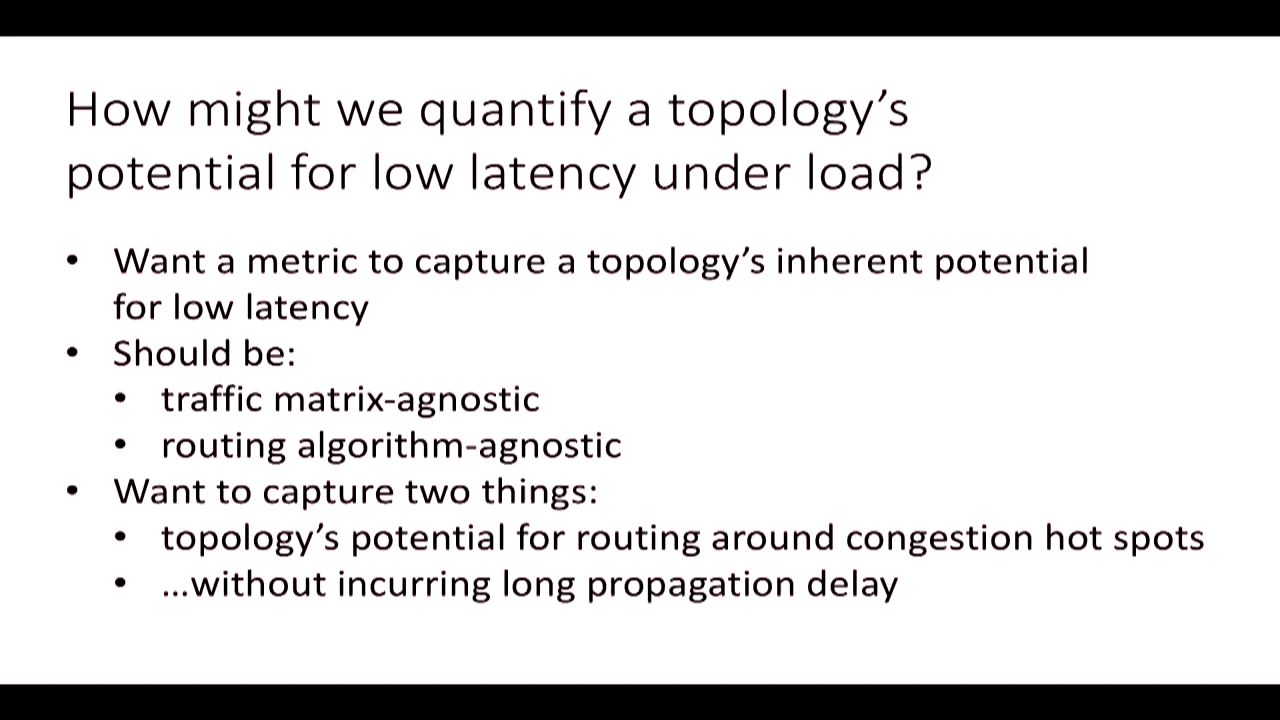 How might we quantify a topology’s
potential for low latency under load?
• Want a metric to capture a topology’s inherent potential
for low latency
• Should be:
• traffic matrix-agnostic
• routing algorithm-agnostic
• Want to capture two things:
• topology’s potential for routing around congestion hot spots
• ...without incurring long propagation delay